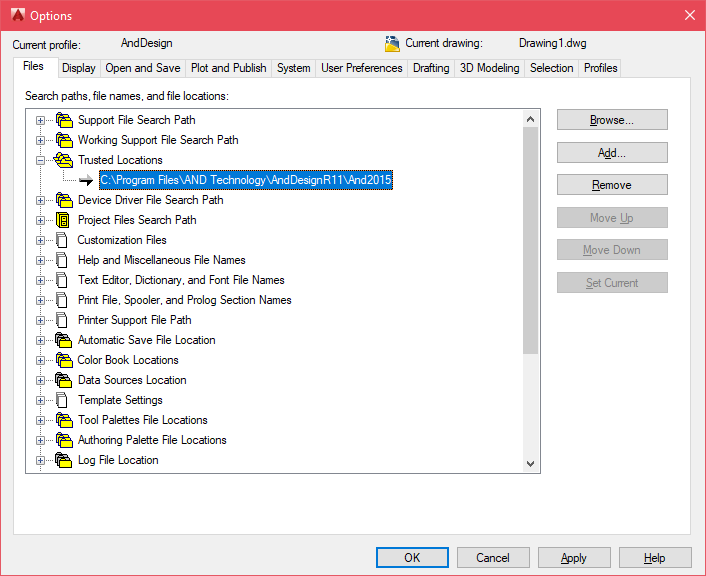 Options
Current profile: AndDesign Current drawing: Drawing1.dwg
Files Display Open and Save Plot and Publish System User Preferences Drafting 3D Modeling Selection Profiles
Search paths, file names, and file locations:
Support File Search Path
Working Support File Search Path
Trusted Locations
C:\Program Files\AND Technology\AndDesignR11\And2015
Device Driver File Search Path
Project Files Search Path
Customization Files
Help and Miscellaneous File Names
Text Editor, Dictionary, and Font File Names
Print File, Spooler, and Prolog Section Names
Printer Support File Path
Automatic Save File Location
Color Book Locations
Data Sources Location
Template Settings
Tool Palettes File Locations
Authoring Palette File Locations
Log File Location
Browse...
Add...
Remove
Move Up
Move Down
Set Current
OK Cancel Apply Help